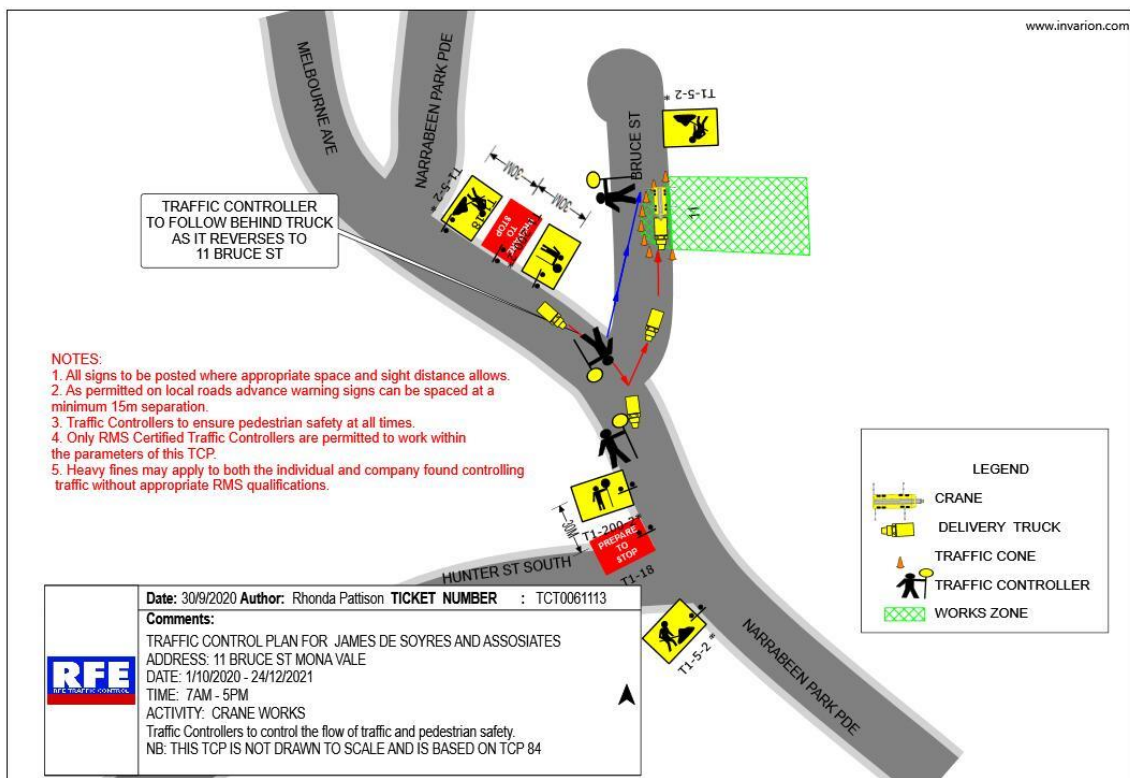 www.invarion.com
MELBOURNE AVE
NARRABEEN PARK PDE
BRUCE ST
T1-5-2 *
T1-5-2 *
30M
30M
PREPARE
TO
STOP
11
TRAFFIC CONTROLLER
TO FOLLOW BEHIND TRUCK
AS IT REVERSES TO
11 BRUCE ST
NOTES:
1. All signs to be posted where appropriate space and sight distance allows.
2. As permitted on local roads advance warning signs can be spaced at a
minimum 15m separation.
3. Traffic Controllers to ensure pedestrian safety at all times.
4. Only RMS Certified Traffic Controllers are permitted to work within
the parameters of this TCP.
5. Heavy fines may apply to both the individual and company found controlling
traffic without appropriate RMS qualifications.
30M
T1-200-2*
PREPARE
TO
STOP
T1-18
HUNTER ST SOUTH
T1-5-2 *
NARRABEEN PARK PDE
LEGEND
CRANE
DELIVERY TRUCK
TRAFFIC CONE
TRAFFIC CONTROLLER
WORKS ZONE
Date: 30/9/2020 Author: Rhonda Pattison TICKET NUMBER : TCT0061113
Comments:
TRAFFIC CONTROL PLAN FOR JAMES DE SOYRES AND ASSOSIATES
ADDRESS: 11 BRUCE ST MONA VALE
DATE: 1/10/2020 - 24/12/2021
TIME: 7AM - 5PM
ACTIVITY: CRANE WORKS
Traffic Controllers to control the flow of traffic and pedestrian safety.
NB: THIS TCP IS NOT DRAWN TO SCALE AND IS BASED ON TCP 84
RFE
RFE TRAFFIC CONTROL